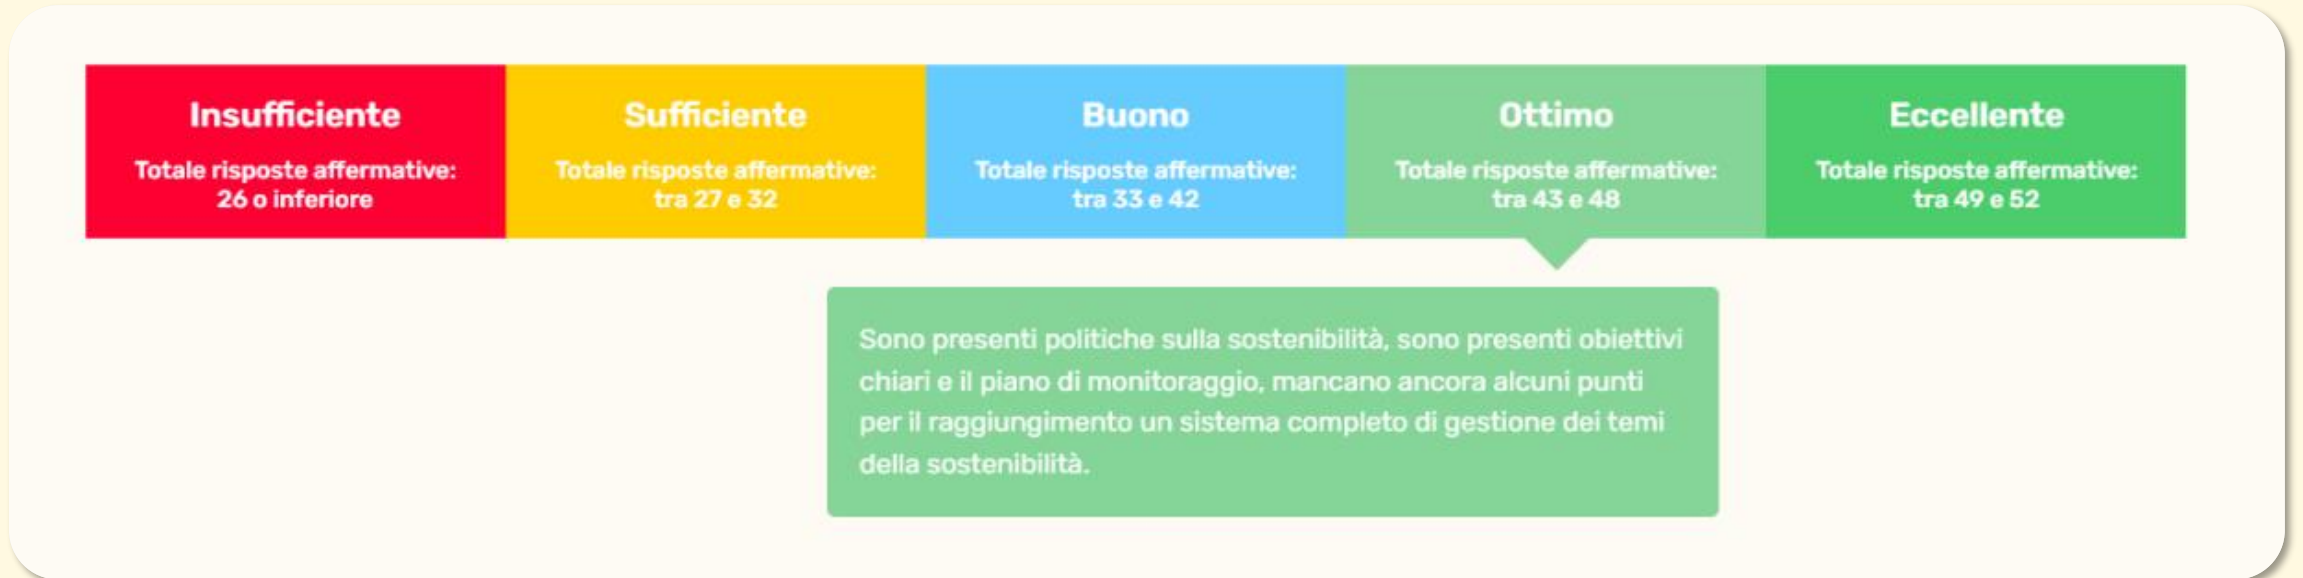 Insufficiente
Totale risposte affermative:
26 o inferiore
Sufficiente
Totale risposte affermative:
tra 27 e 32
Buono
Totale risposte affermative:
tra 33 e 42
Ottimo
Totale risposte affermative:
tra 43 e 48
Eccellente
Totale risposte affermative:
tra 49 e 52
Sono presenti politiche sulla sostenibilità, sono presenti obiettivi
chiari e il piano di monitoraggio, mancano ancora alcuni punti
per il raggiungimento un sistema completo di gestione dei temi
della sostenibilità.